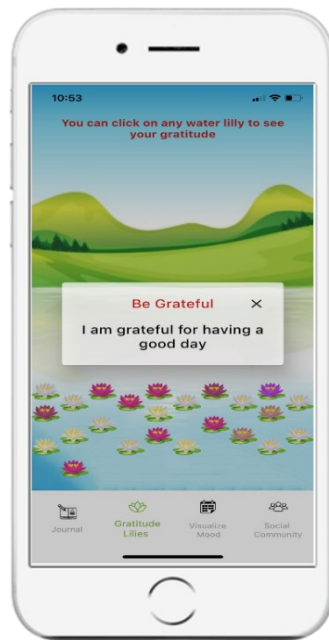 10:53
You can click on any water lilly to see
your gratitude
Be Grateful X
I am grateful for having a
good day
Journal
Gratitude
Lilies
Visualize
Mood
Social
Community